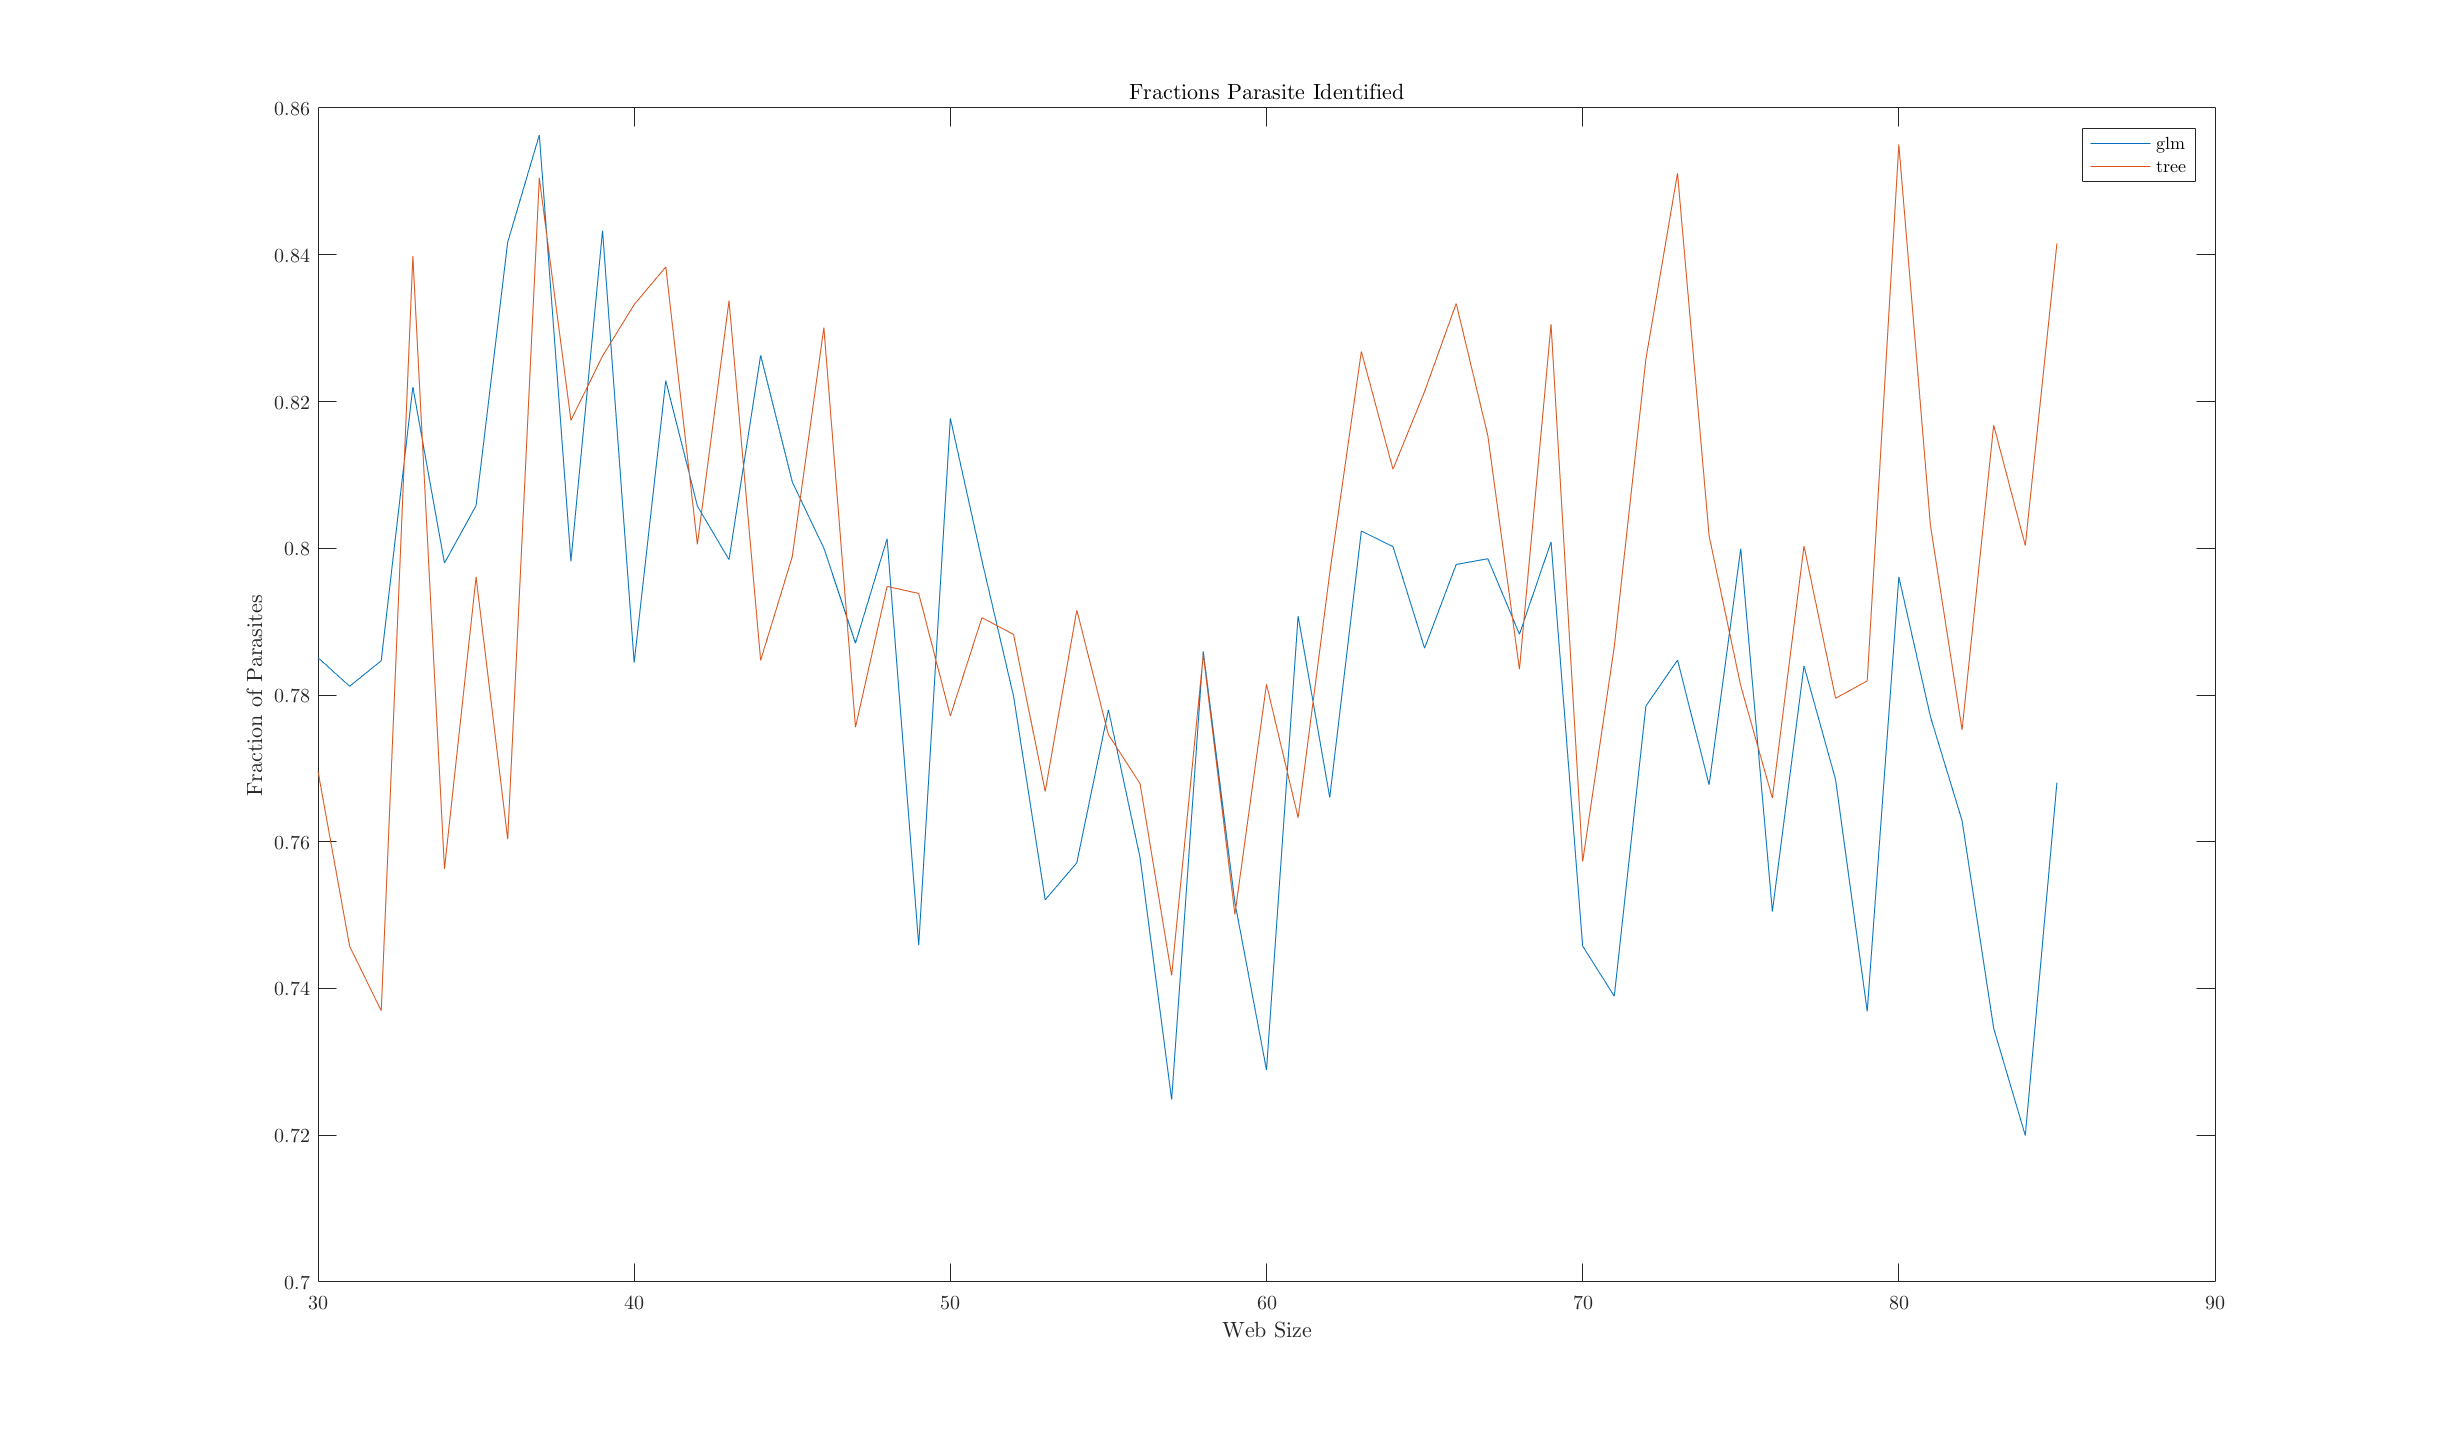 Fractions Parasite Identified
0.86
0.84
0.82
0.8
0.78
0.76
0.74
0.72
0.7
Fraction of Parasites
glm
tree
30 40 50 60 70 80 90
Web Size